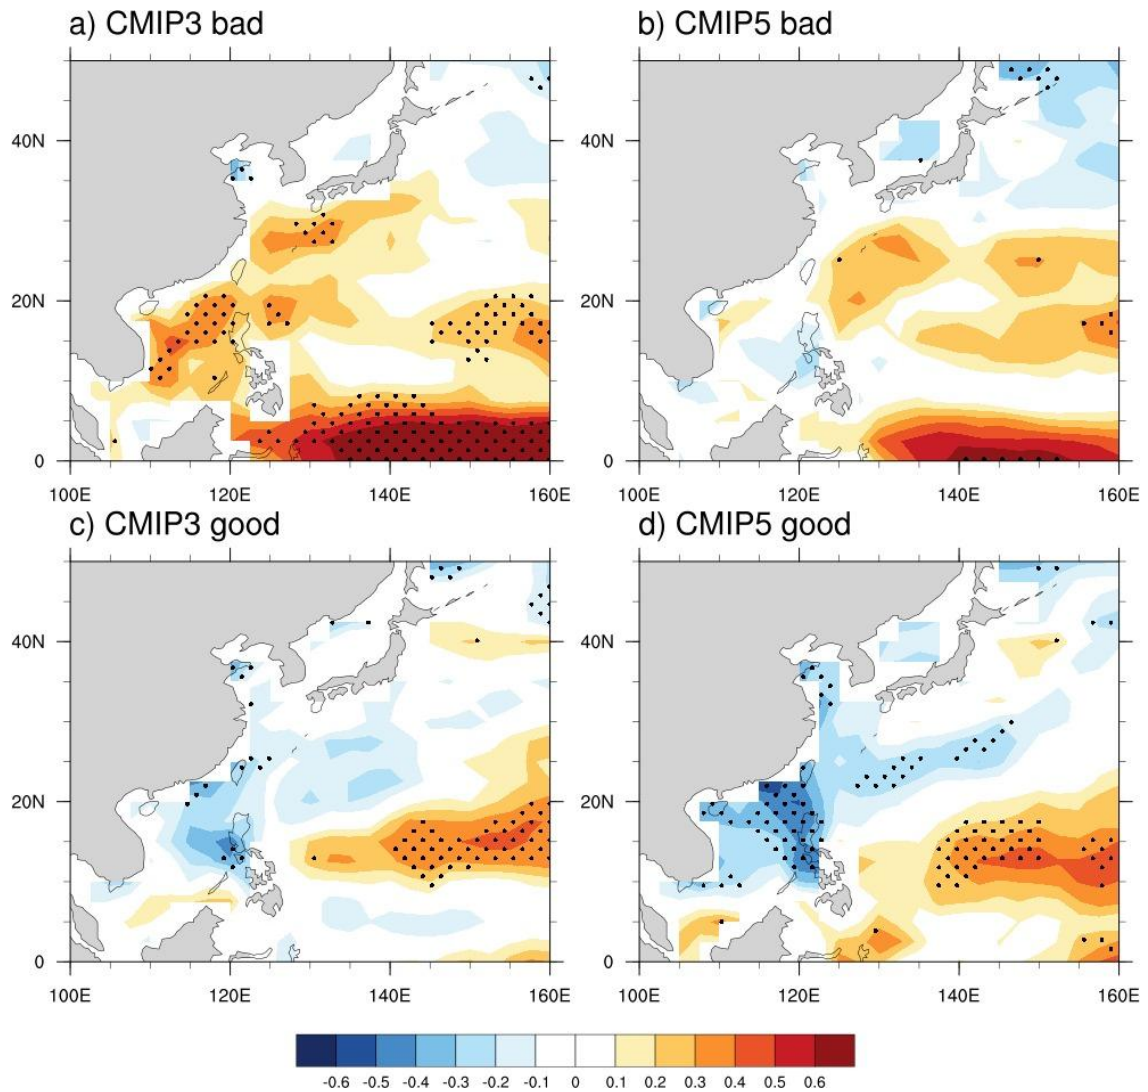 a) CMIP3 bad
b) CMIP5 bad
40N
20N
0
100E 120E 140E 160E
40N
20N
0
100E 120E 140E 160E
c) CMIP3 good
d) CMIP5 good
40N
20N
0
100E 120E 140E 160E
40N
20N
0
100E 120E 140E 160E
-0.6 -0.5 -0.4 -0.3 -0.2 -0.1 0 0.1 0.2 0.3 0.4 0.5 0.6